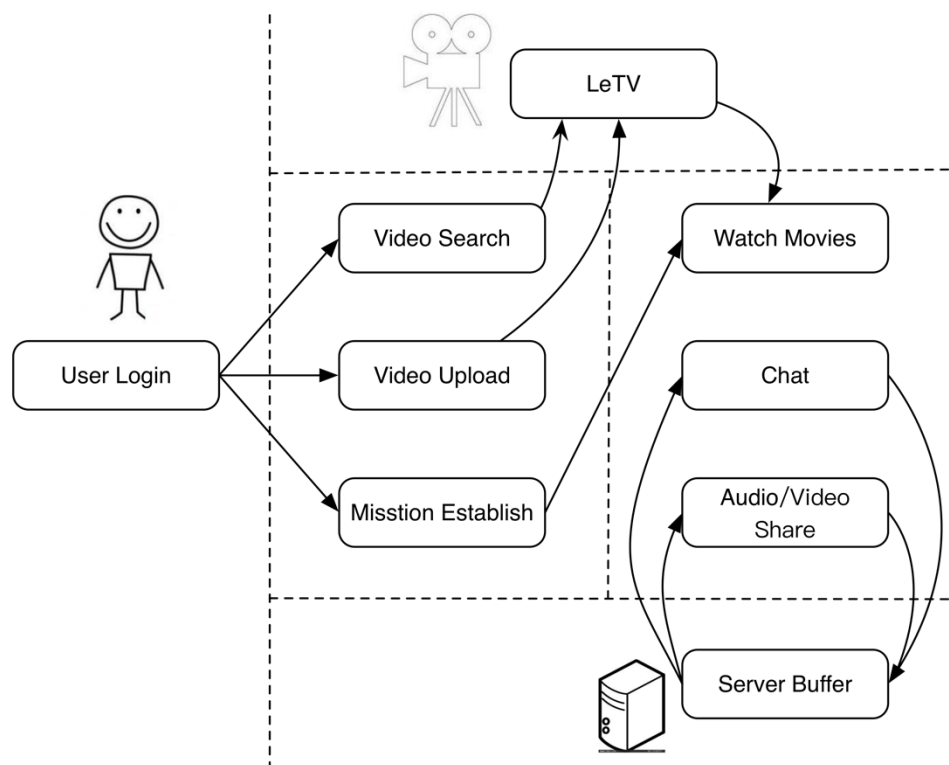 LeTV
Video Search
Watch Movies
User Login
Video Upload
Chat
Misstion Establish
Audio/Video
Share
Server Buffer